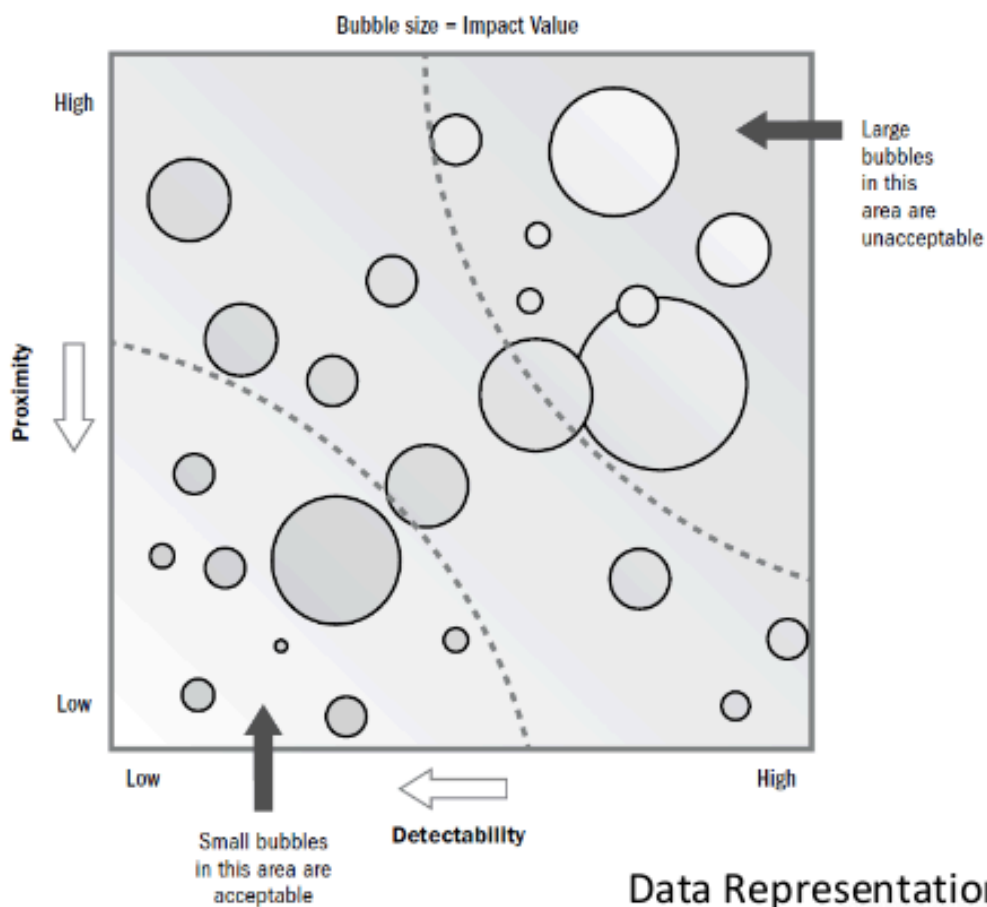 Bubble size = Impact Value
High
Large
bubbles
in this
area are
unacceptable
Proximity
Low
Low
High
Detectability
Small bubbles
in this area are
acceptable
Data Representation